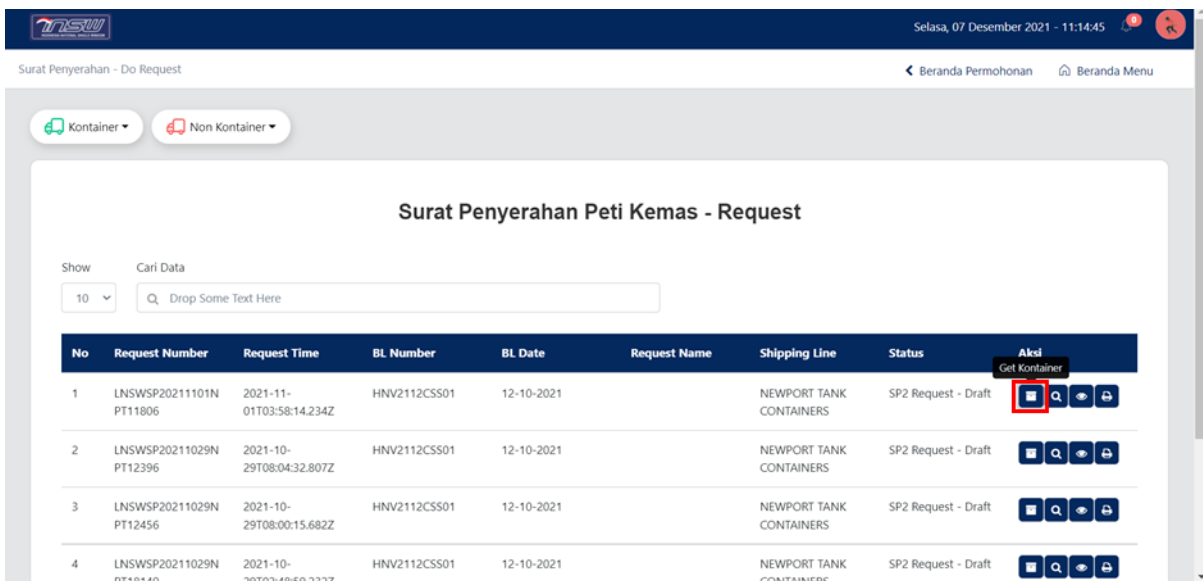 INSW
Selasa, 07 Desember 2021 - 11:14:45 0
Surat Penyerahan - Do Request Beranda Permohonan Beranda Menu
Kontainer Non Kontainer
Surat Penyerahan Peti Kemas - Request
Show Cari Data
10 Drop Some Text Here
No Request Number Request Time BL Number BL Date Request Name Shipping Line Status Aksi
Get Kontainer
1 LNSWSP20211101N 2021-11- HNV2112CSS01 12-10-2021 NEWPORT TANK SP2 Request - Draft
PT11806 01T03:58:14.234Z CONTAINERS
2 LNSWSP20211029N 2021-10- HNV2112CSS01 12-10-2021 NEWPORT TANK SP2 Request - Draft
PT12396 29T08:04:32.807Z CONTAINERS
3 LNSWSP20211029N 2021-10- HNV2112CSS01 12-10-2021 NEWPORT TANK SP2 Request - Draft
PT12456 29T08:00:15.682Z CONTAINERS
4 LNSWSP20211029N 2021-10- HNV2112CSS01 12-10-2021 NEWPORT TANK SP2 Request - Draft
CONTAINERS